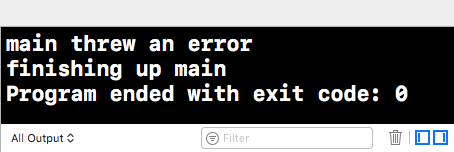 main threw an error
finishing up main
Program ended with exit code: 0
All Output
Filter